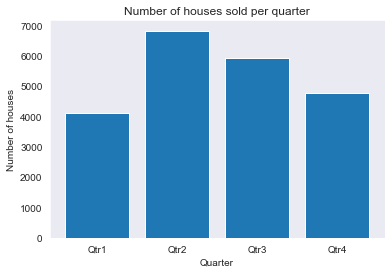 Number of houses sold per quarter
7000
6000
5000
4000
3000
2000
1000
0
Number of houses
Qtr1 Qtr2 Qtr3 Qtr4
Quarter